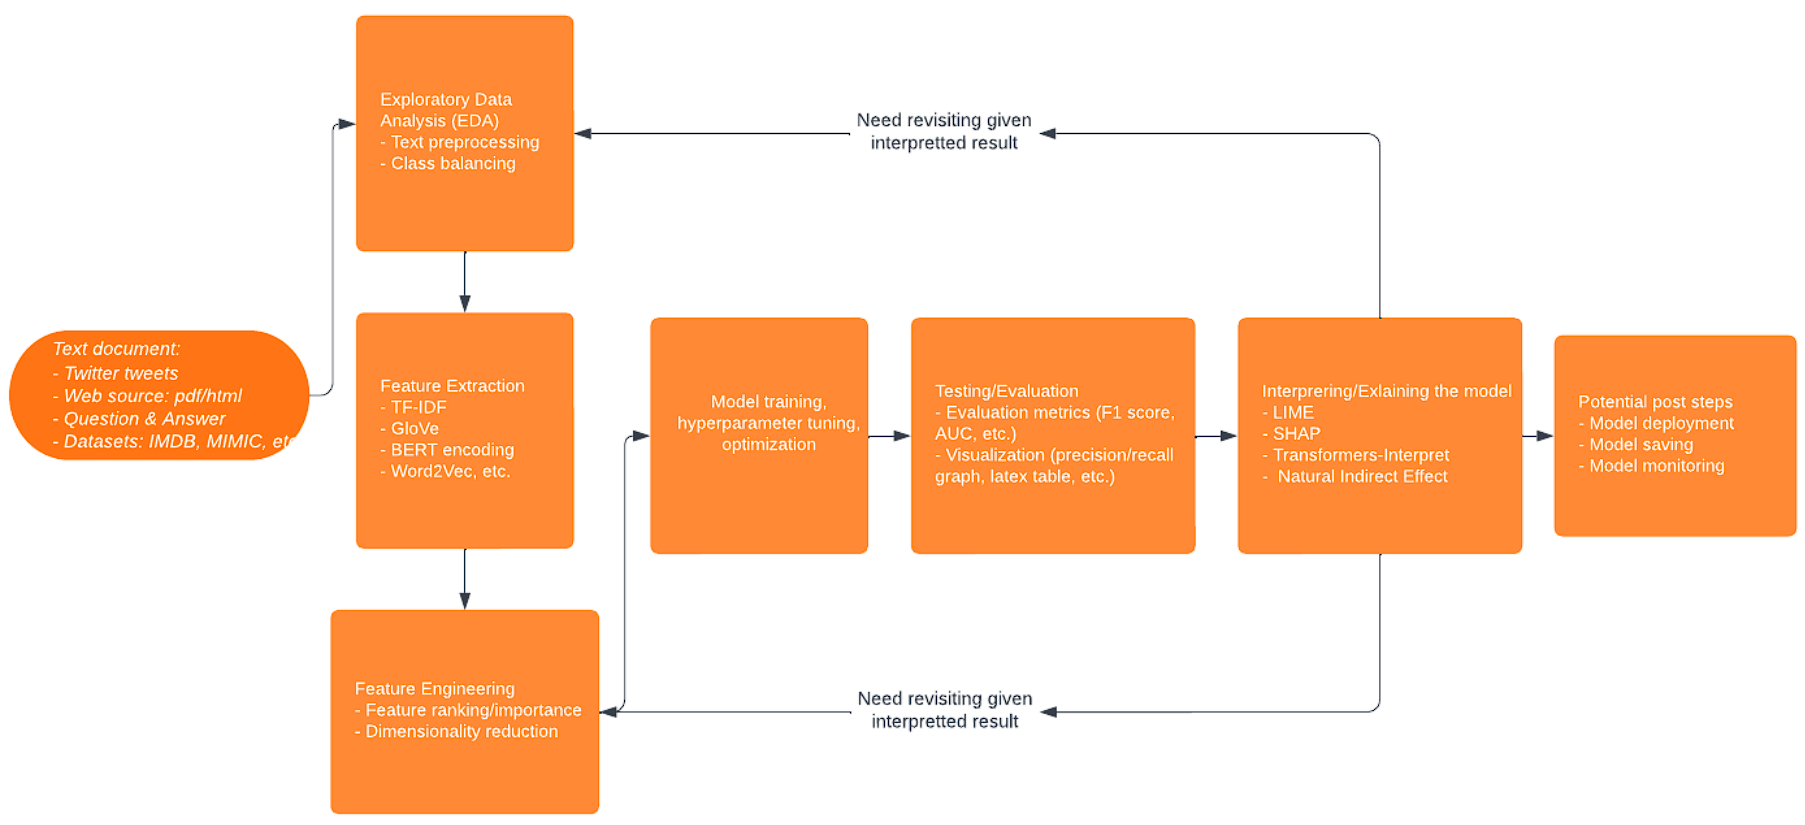 Exploratory Data
Analysis (EDA)
- Text preprocessing
- Class balancing
Need revisiting given
interpretted result
Text document:
- Twitter tweets
- Web source: pdf/html
- Question & Answer
- Datasets: IMDB, MIMIC, etc
Feature Extraction
- TF-IDF
- GloVe
- BERT encoding
- Word2Vec, etc.
Model training,
hyperparameter tuning,
optimization
Testing/Evaluation
- Evaluation metrics (F1 score,
AUC, etc.)
- Visualization (precision/recall
graph, latex table, etc.)
Interprering/Exlaining the model
- LIME
- SHAP
- Transformers-Interpret
- Natural Indirect Effect
Potential post steps
- Model deployment
- Model saving
- Model monitoring
Feature Engineering
- Feature ranking/importance
- Dimensionality reduction
Need revisiting given
interpretted result